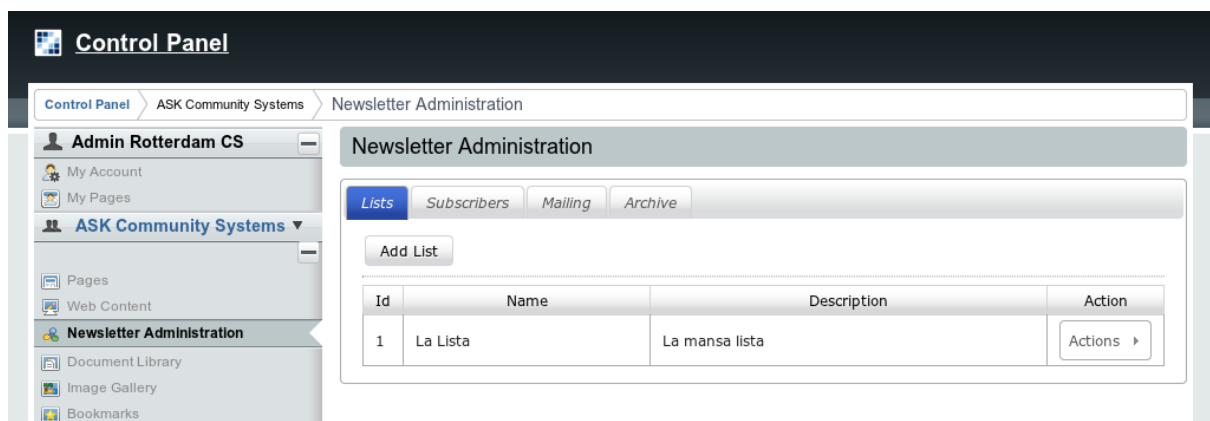 Control Panel
Control Panel ASK Community Systems Newsletter Administration
Admin Rotterdam CS
My Account
My Pages
ASK Community Systems
Pages
Web Content
Newsletter Administration
Document Library
Image Gallery
Bookmarks
Newsletter Administration
Lists Subscribers Mailing Archive
Add List
Id Name Description Action
1 La Lista La mansa lista Actions